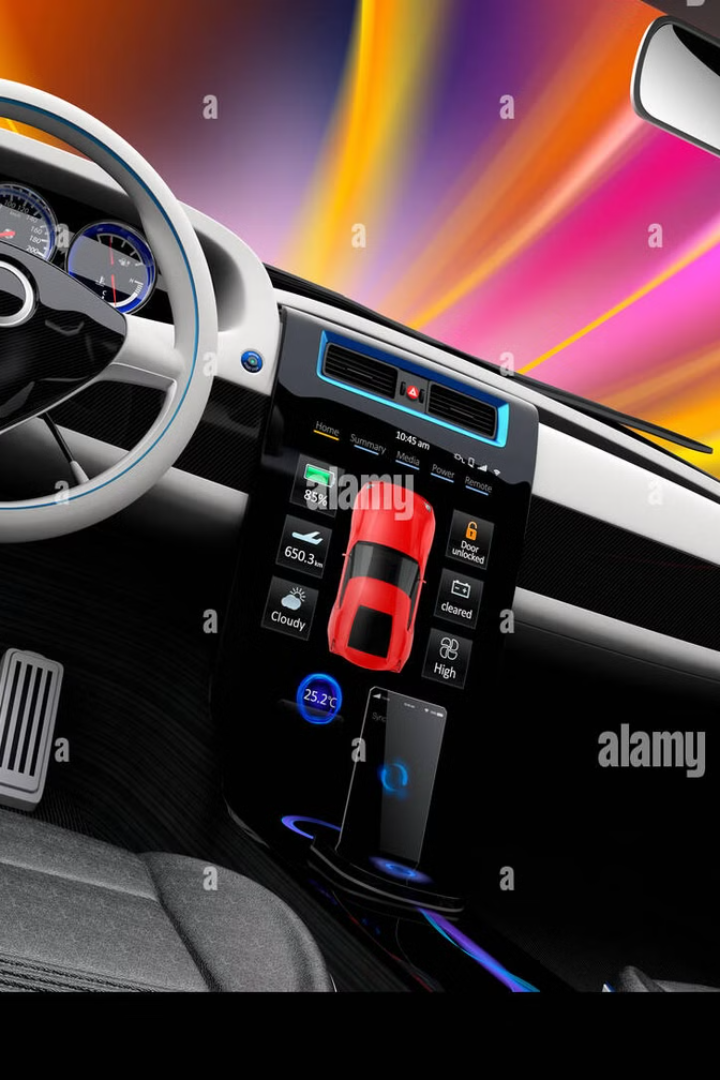 10:45 am
Home
Summary
Media
Power
Remote
85%
650.3 km
Cloudy
Door
unlocked
cleared
High
25.2°C
alamy
alamy
a
a
a
a
a
a
a
a
a
a
a
a